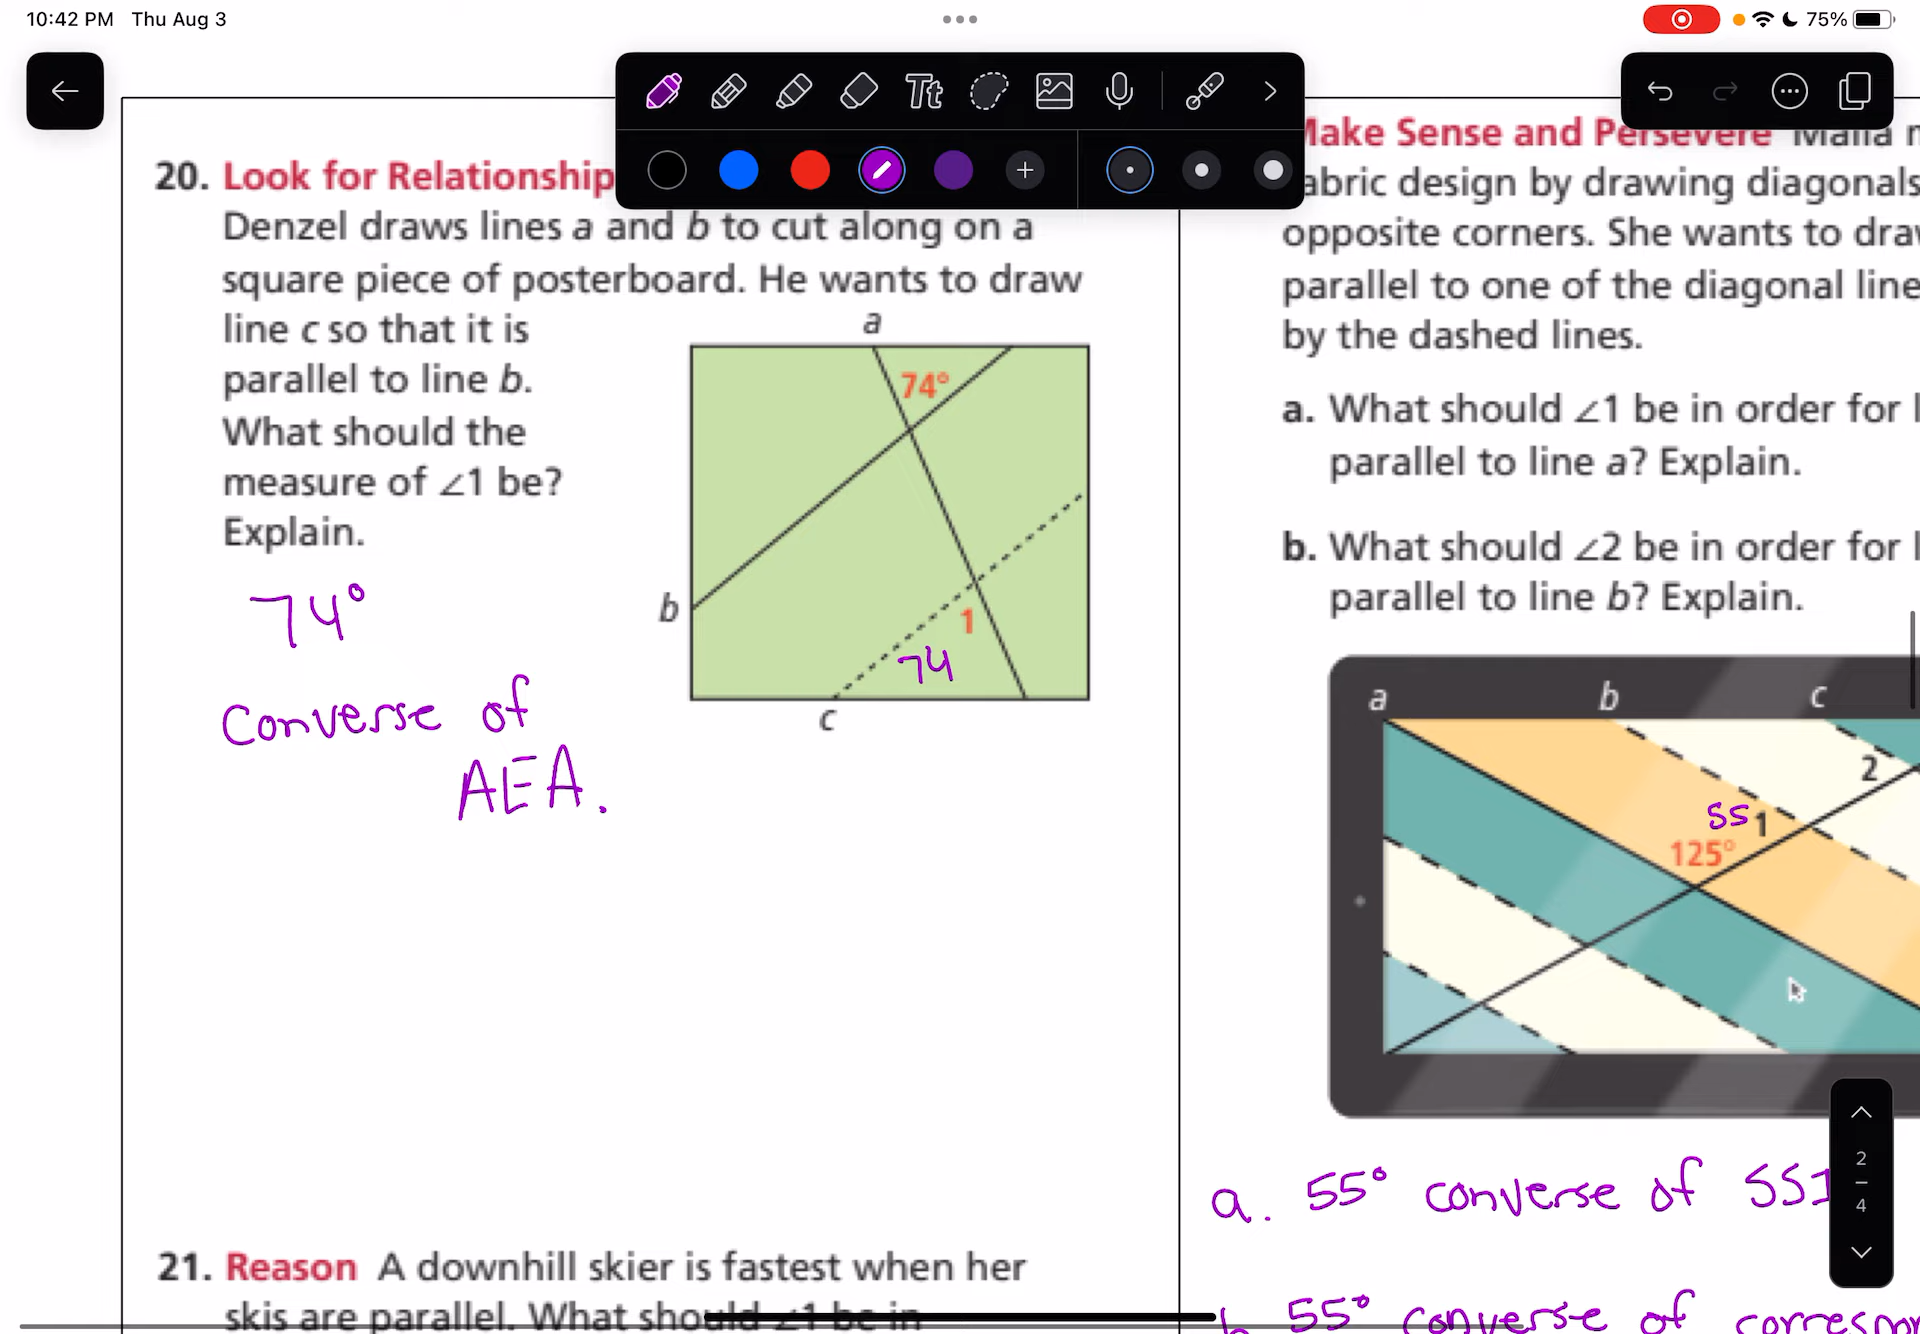 10:42 PM Thu Aug 3
75%
Tt
20. Look for Relationship
Denzel draws lines a and b to cut along on a
square piece of posterboard. He wants to draw
line c so that it is
parallel to line b.
What should the
measure of ∠1 be?
Explain.
a
74°
b
1
74
c
74°
Converse of
AEA.
21. Reason A downhill skier is fastest when her
skis are parallel. What should ∠1 be in
Make Sense and Persevere Malia
abric design by drawing diagonals
opposite corners. She wants to
parallel to one of the diagonal line
by the dashed lines.
a. What should ∠1 be in order for
parallel to line a? Explain.
b. What should ∠2 be in order for
parallel to line b? Explain.
a b c
2
55 1
125°
a. 55° converse of SSI
55° converse of
2
4